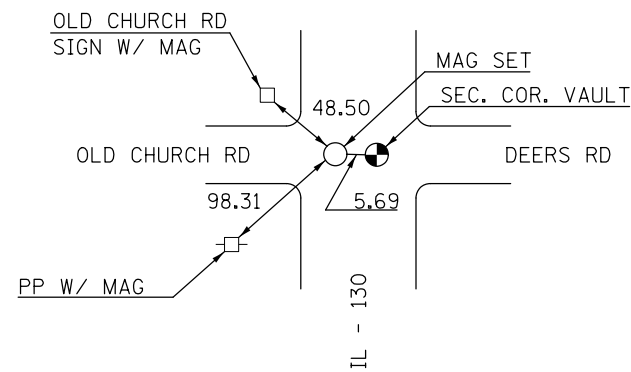 OLD CHURCH RD
SIGN W/ MAG
MAG SET
SEC. COR. VAULT
48.50
OLD CHURCH RD
DEERS RD
98.31
5.69
PP W/ MAG
IL - 130